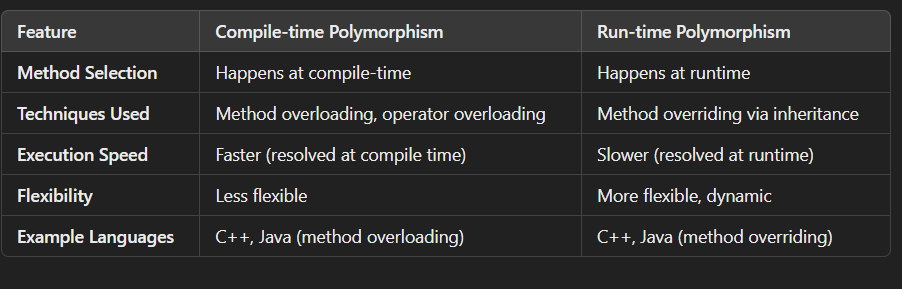 Feature Compile-time Polymorphism Run-time Polymorphism
Method Selection Happens at compile-time Happens at runtime
Techniques Used Method overloading, operator overloading Method overriding via inheritance
Execution Speed Faster (resolved at compile time) Slower (resolved at runtime)
Flexibility Less flexible More flexible, dynamic
Example Languages C++, Java (method overloading) C++, Java (method overriding)